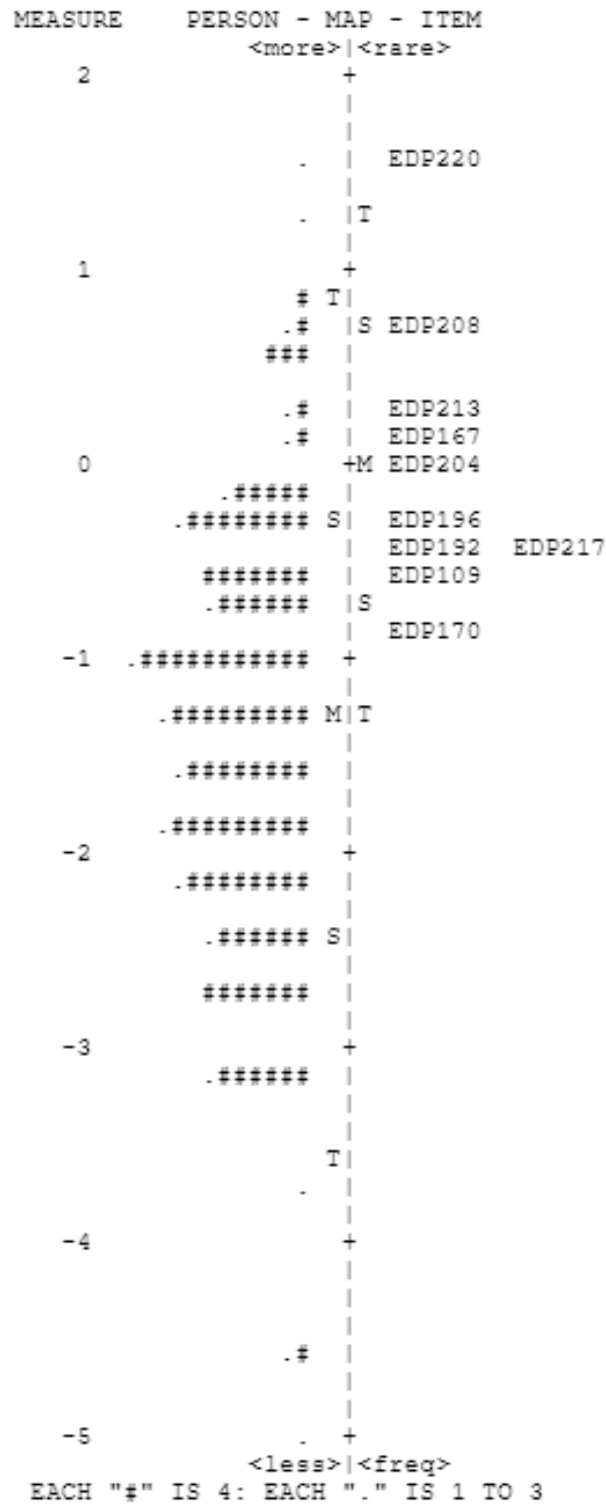 MEASURE PERSON - MAP - ITEM
<more>|<rare>
2 +
|
|
. | EDP220
|
. |T
|
1 +
# T|
.# |S EDP208
### |
|
.# | EDP213
.# | EDP167
0 +M EDP204
.##### |
.######## S| EDP196
| EDP192 EDP217
####### | EDP109
.###### |S
| EDP170
-1 .########### +
|
.######### M|T
|
.######## |
|
.######### |
-2 +
.######## |
|
.###### S|
|
####### |
|
-3 +
.###### |
|
|
T|
. |
|
-4 +
|
|
|
.# |
|
|
-5 . +
<less>|<freq>
EACH "#" IS 4: EACH "." IS 1 TO 3